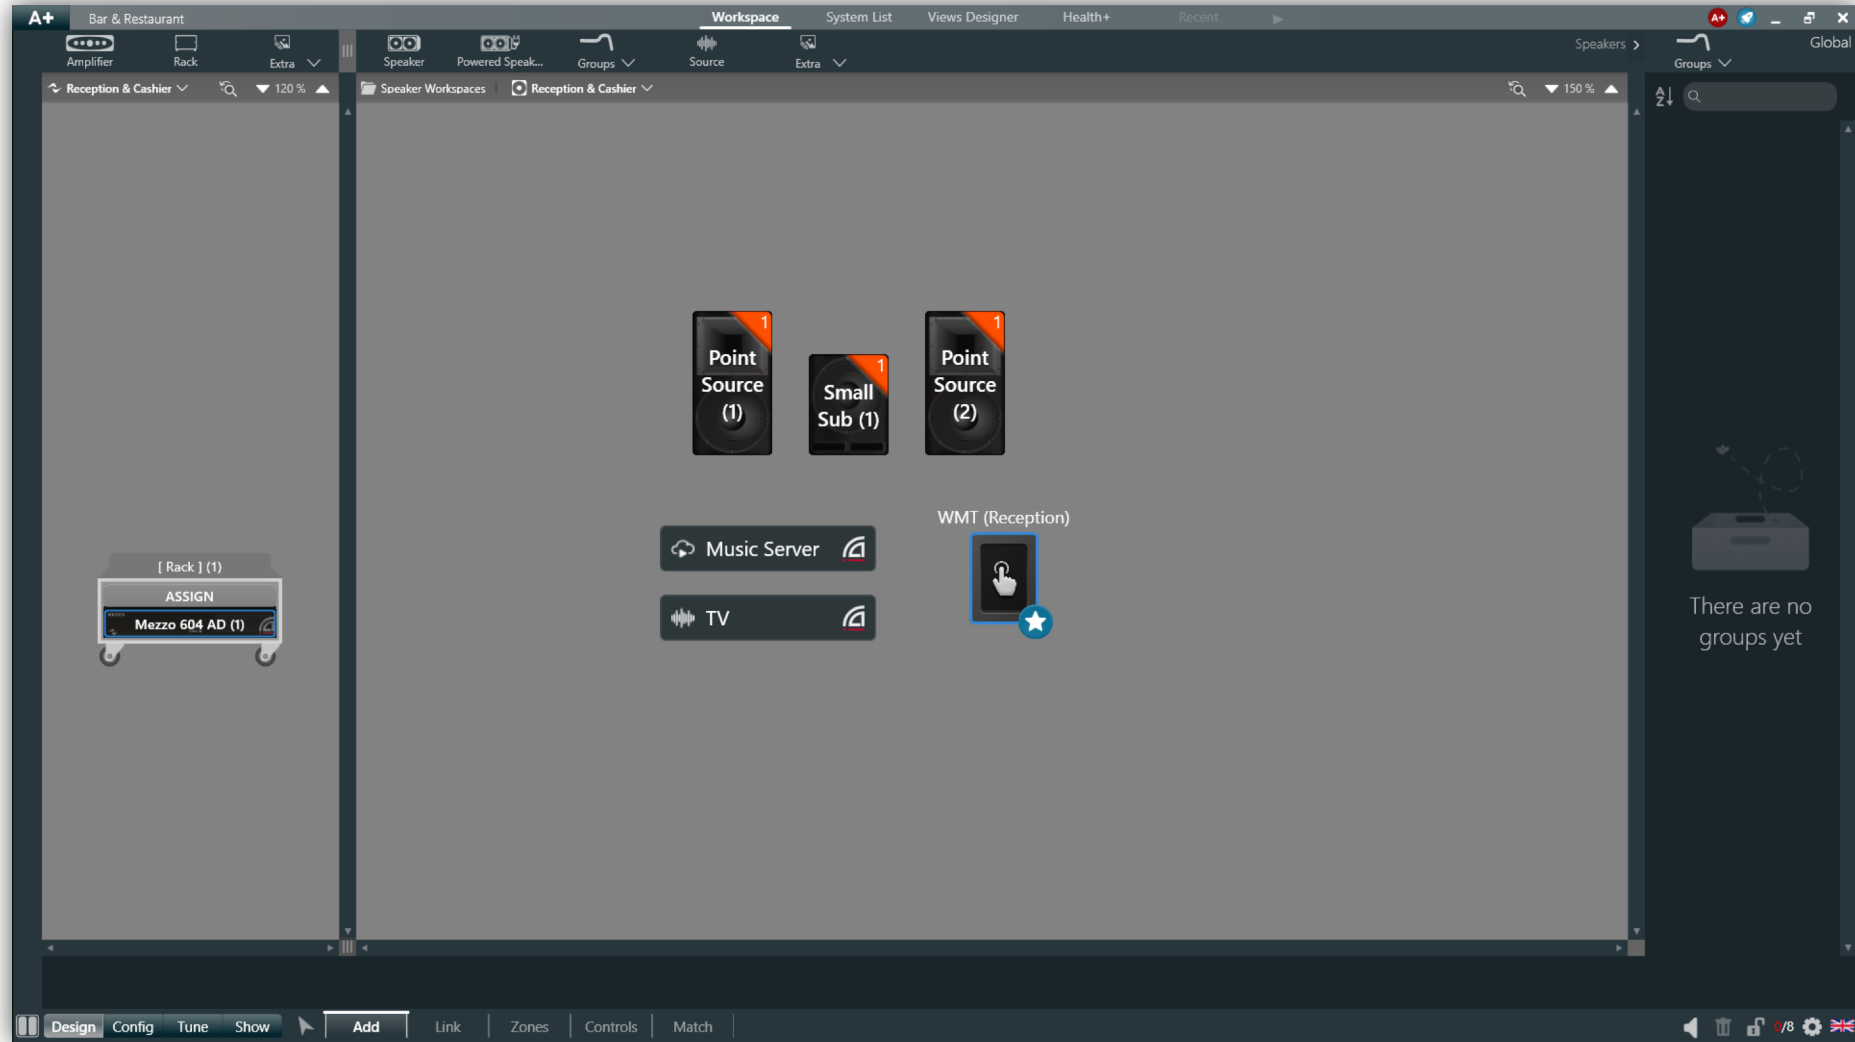 A+ Bar & Restaurant Workspace System List Views Designer Health+ Recent A+
Amplifier Rack Extra Speaker Powered Speak... Groups Source Extra Speakers Groups Global
Reception & Cashier 120 % Speaker Workspaces Reception & Cashier 150 %
A
Z
1
Point
Source
(1)
1
Small
Sub (1)
1
Point
Source
(2)
WMT (Reception)
Music Server
TV
[ Rack ] (1)
ASSIGN
Mezzo 604 AD (1)
There are no
groups yet
Design Config Tune Show Add Link Zones Controls Match 0/8